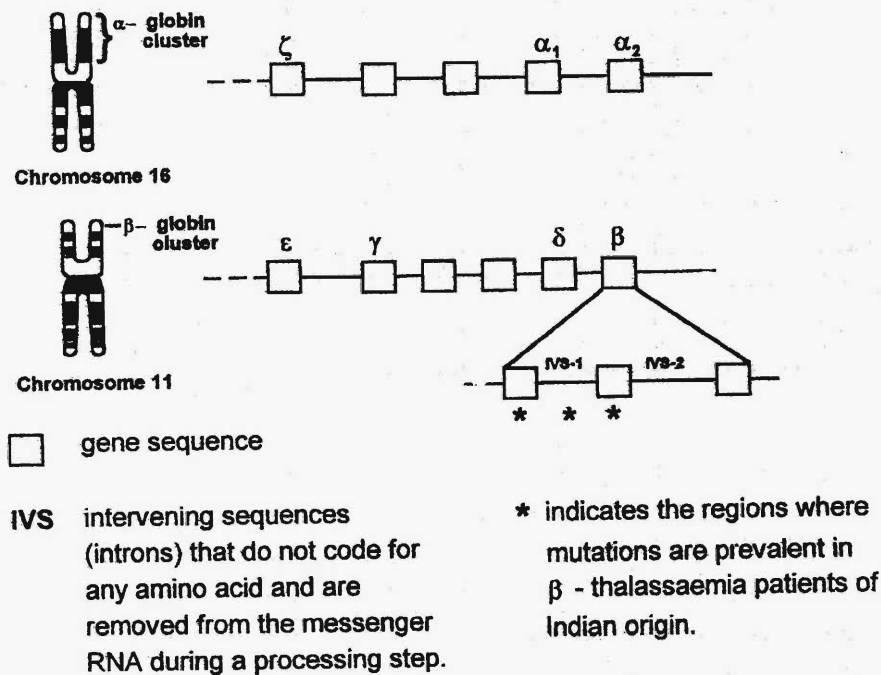 α– globin
cluster
ζ
α1
α2
Chromosome 16
β– globin
cluster
ε
γ
δ
β
Chromosome 11
IVS-1
IVS-2
* * *
gene sequence
IVS intervening sequences
(introns) that do not code for
any amino acid and are
removed from the messenger
RNA during a processing step.
* indicates the regions where
mutations are prevalent in
β - thalassaemia patients of
Indian origin.